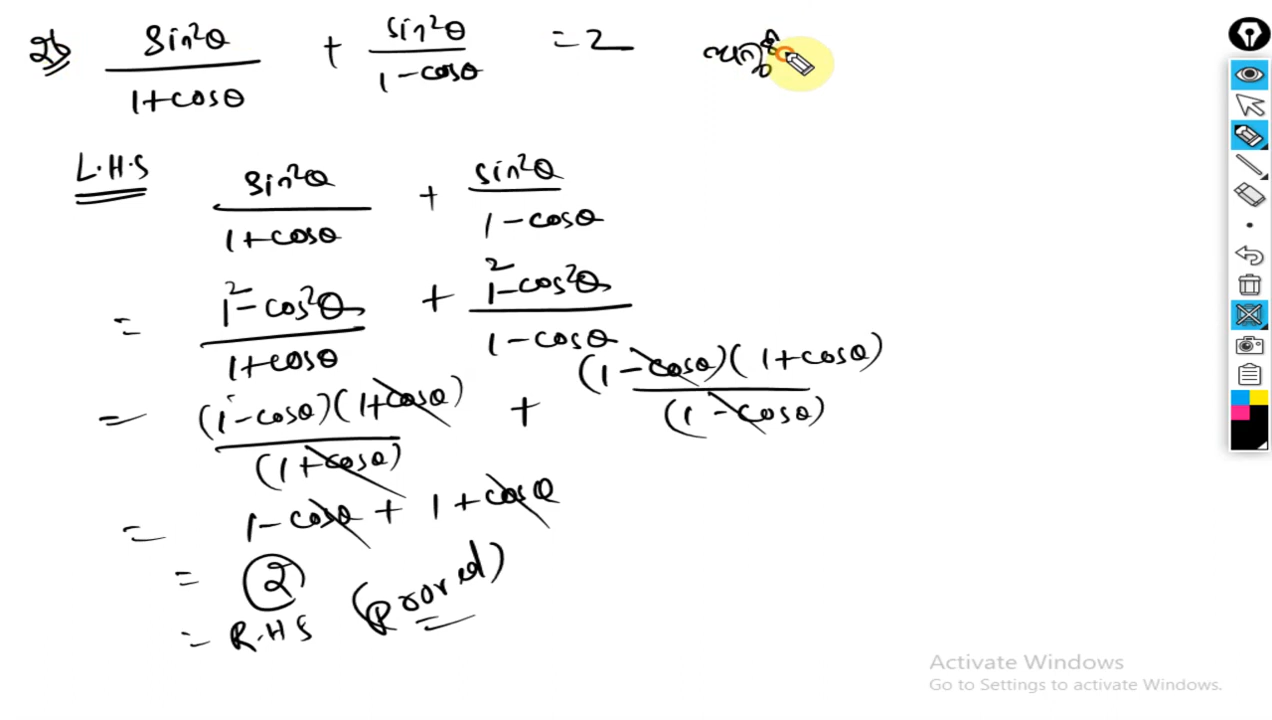 2b sin²θ/(1+cosθ) + sin²θ/(1-cosθ) = 2
L.H.S sin²θ/(1+cosθ) + sin²θ/(1-cosθ)
= (1²-cos²θ)/(1+cosθ) + (1²-cos²θ)/(1-cosθ)
= (1-cosθ)(1+cosθ)/(1+cosθ) + (1-cosθ)(1+cosθ)/(1-cosθ)
= 1-cosθ + 1+cosθ
= 2
= R.H.S (Proved)
Activate Windows
Go to Settings to activate Windows.